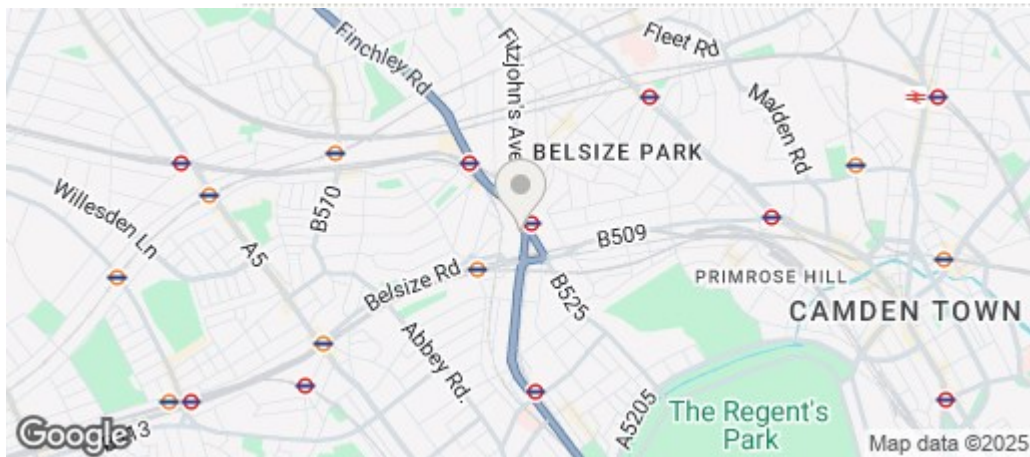 Finchley Rd
Fitzjohn's Ave
Fleet Rd
Malden Rd
BELSIZE PARK
Willesden Ln
B510
A5
B509
Belsize Rd
B525
PRIMROSE HILL
CAMDEN TOWN
Abbey Rd.
A5205
The Regent's
Park
Google
Map data ©2025